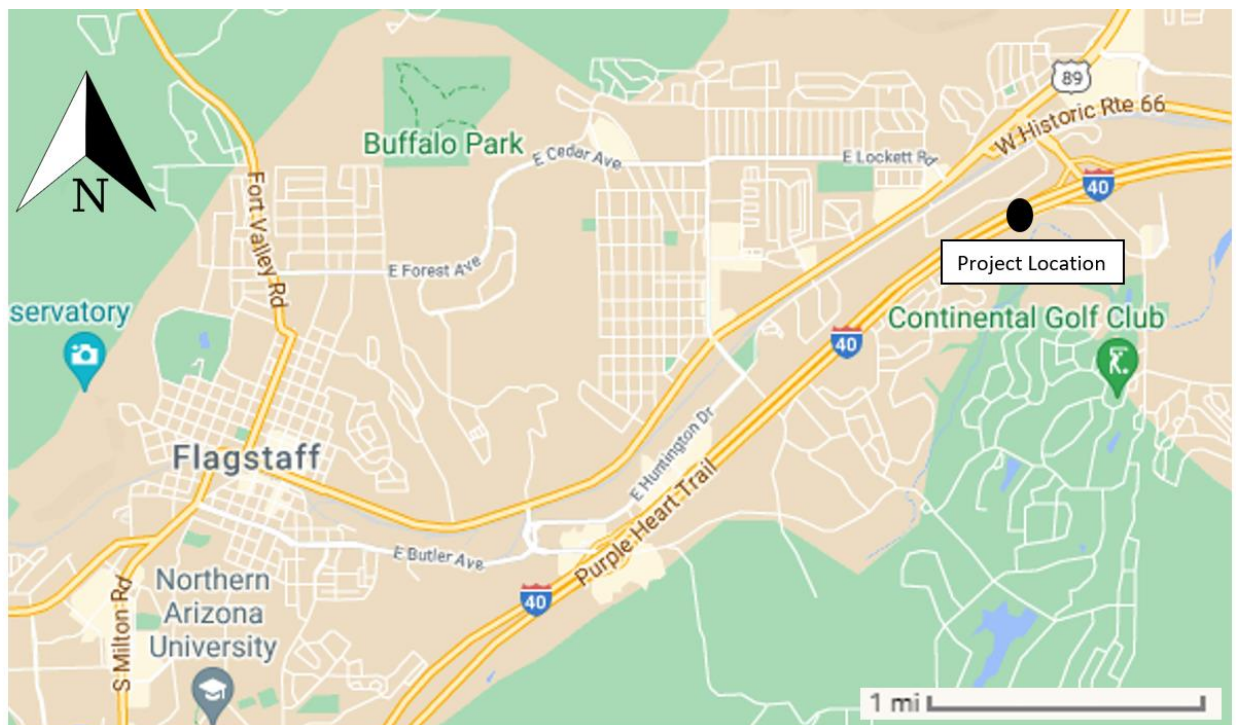 89
W Historic Rte 66
Buffalo Park
E Cedar Ave
E Lockett Rd
40
N
Fort Valley Rd
Project Location
E Forest Ave
servatory
Continental Golf Club
40
Flagstaff
E Huntington Dr
Purple Heart Trail
E Butler Ave
Northern
Arizona
University
40
S Milton Rd
1 mi